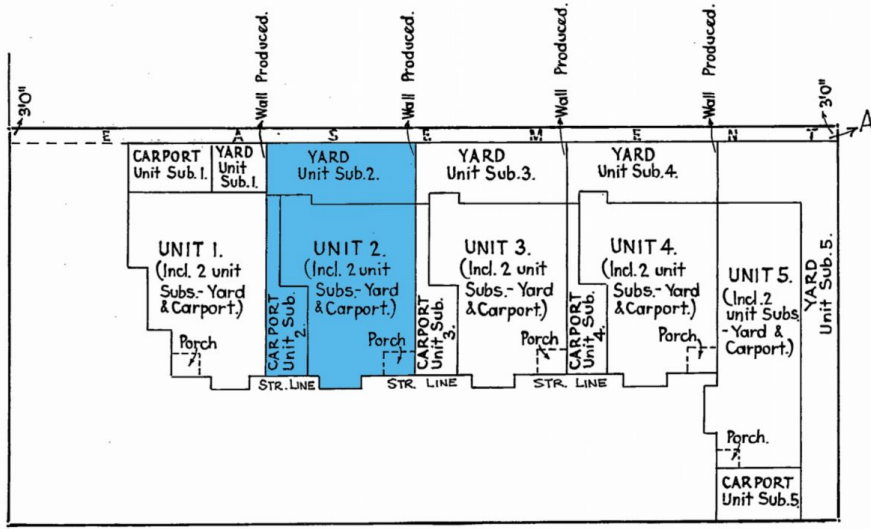 Wall Produced.
Wall Produced.
Wall Produced.
Wall Produced.
3'0"
3'0"
EASEMENT
A
CARPORT
Unit Sub.1.
YARD
Unit
Sub.1.
YARD
Unit Sub.2.
YARD
Unit Sub.3.
YARD
Unit Sub.4.
YARD
Unit Sub.5.
UNIT 1.
(Incl. 2 unit
Subs.-Yard
& Carport.)
UNIT 2.
(Incl. 2 unit
Subs.-Yard
& Carport.)
UNIT 3.
(Incl. 2 unit
Subs.-Yard
& Carport.)
UNIT 4.
(Incl. 2 unit
Subs.-Yard
& Carport.)
UNIT 5.
(Incl. 2
unit Subs.
-Yard &
Carport.)
CARPORT
Unit Sub.
2.
CARPORT
Unit Sub.
3.
CARPORT
Unit Sub.
4.
Porch
Porch
Porch
Porch
Porch.
STR. LINE
STR. LINE
STR. LINE
CARPORT
Unit Sub.5.